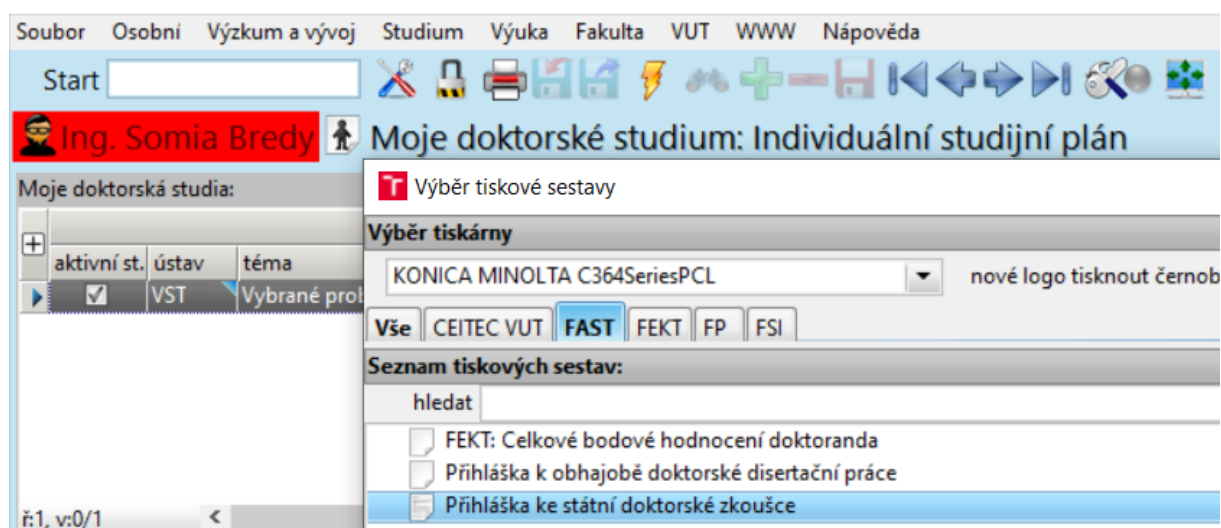 Soubor Osobní Výzkum a vývoj Studium Výuka Fakulta VUT WWW Nápověda
Start
Ing. Somia Bredy Moje doktorské studium: Individuální studijní plán
Moje doktorská studia:
Výběr tiskové sestavy
Výběr tiskárny
aktivní st. ústav téma
KONICA MINOLTA C364SeriesPCL nové logo tisknout černob
VST Vybrané prob
Vše CEITEC VUT FAST FEKT FP FSI
Seznam tiskových sestav:
hledat
FEKT: Celkové bodové hodnocení doktoranda
Přihláška k obhajobě doktorské disertační práce
Přihláška ke státní doktorské zkoušce
ř:1, v:0/1